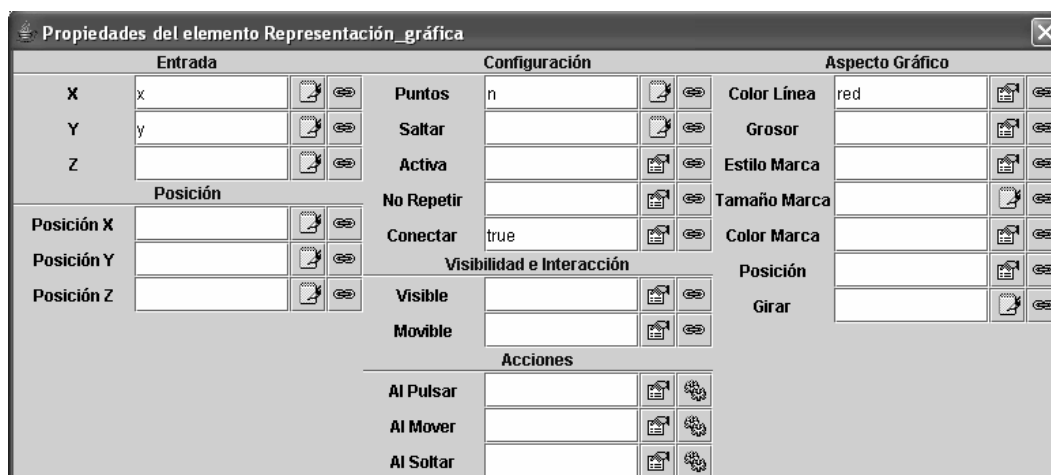 Propiedades del elemento Representación_gráfica
Entrada
X x
Y y
Z
Posición
Posición X
Posición Y
Posición Z
Configuración
Puntos n
Saltar
Activa
No Repetir
Conectar true
Visibilidad e Interacción
Visible
Movible
Acciones
Al Pulsar
Al Mover
Al Soltar
Aspecto Gráfico
Color Línea red
Grosor
Estilo Marca
Tamaño Marca
Color Marca
Posición
Girar